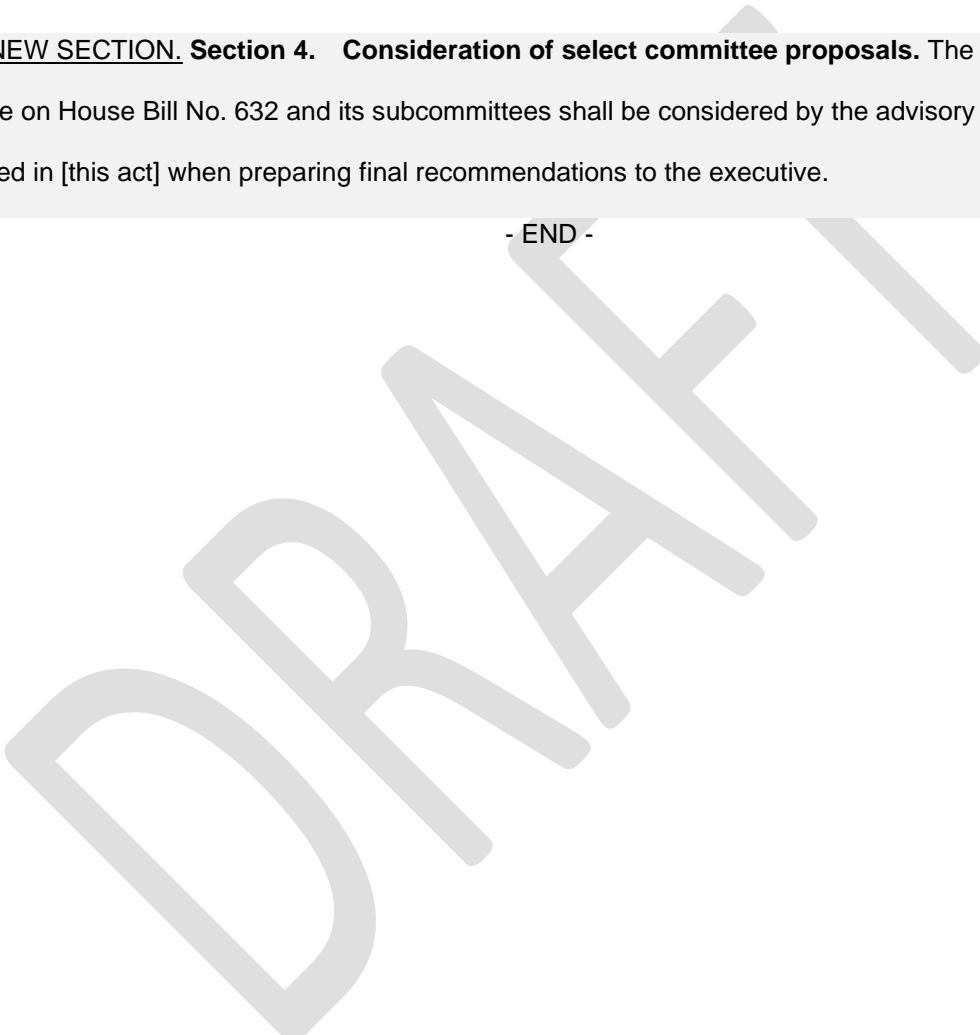 NEW SECTION. Section 4. Consideration of select committee proposals. The
e on House Bill No. 632 and its subcommittees shall be considered by the advisory
ed in [this act] when preparing final recommendations to the executive.
- END -
DRAFT